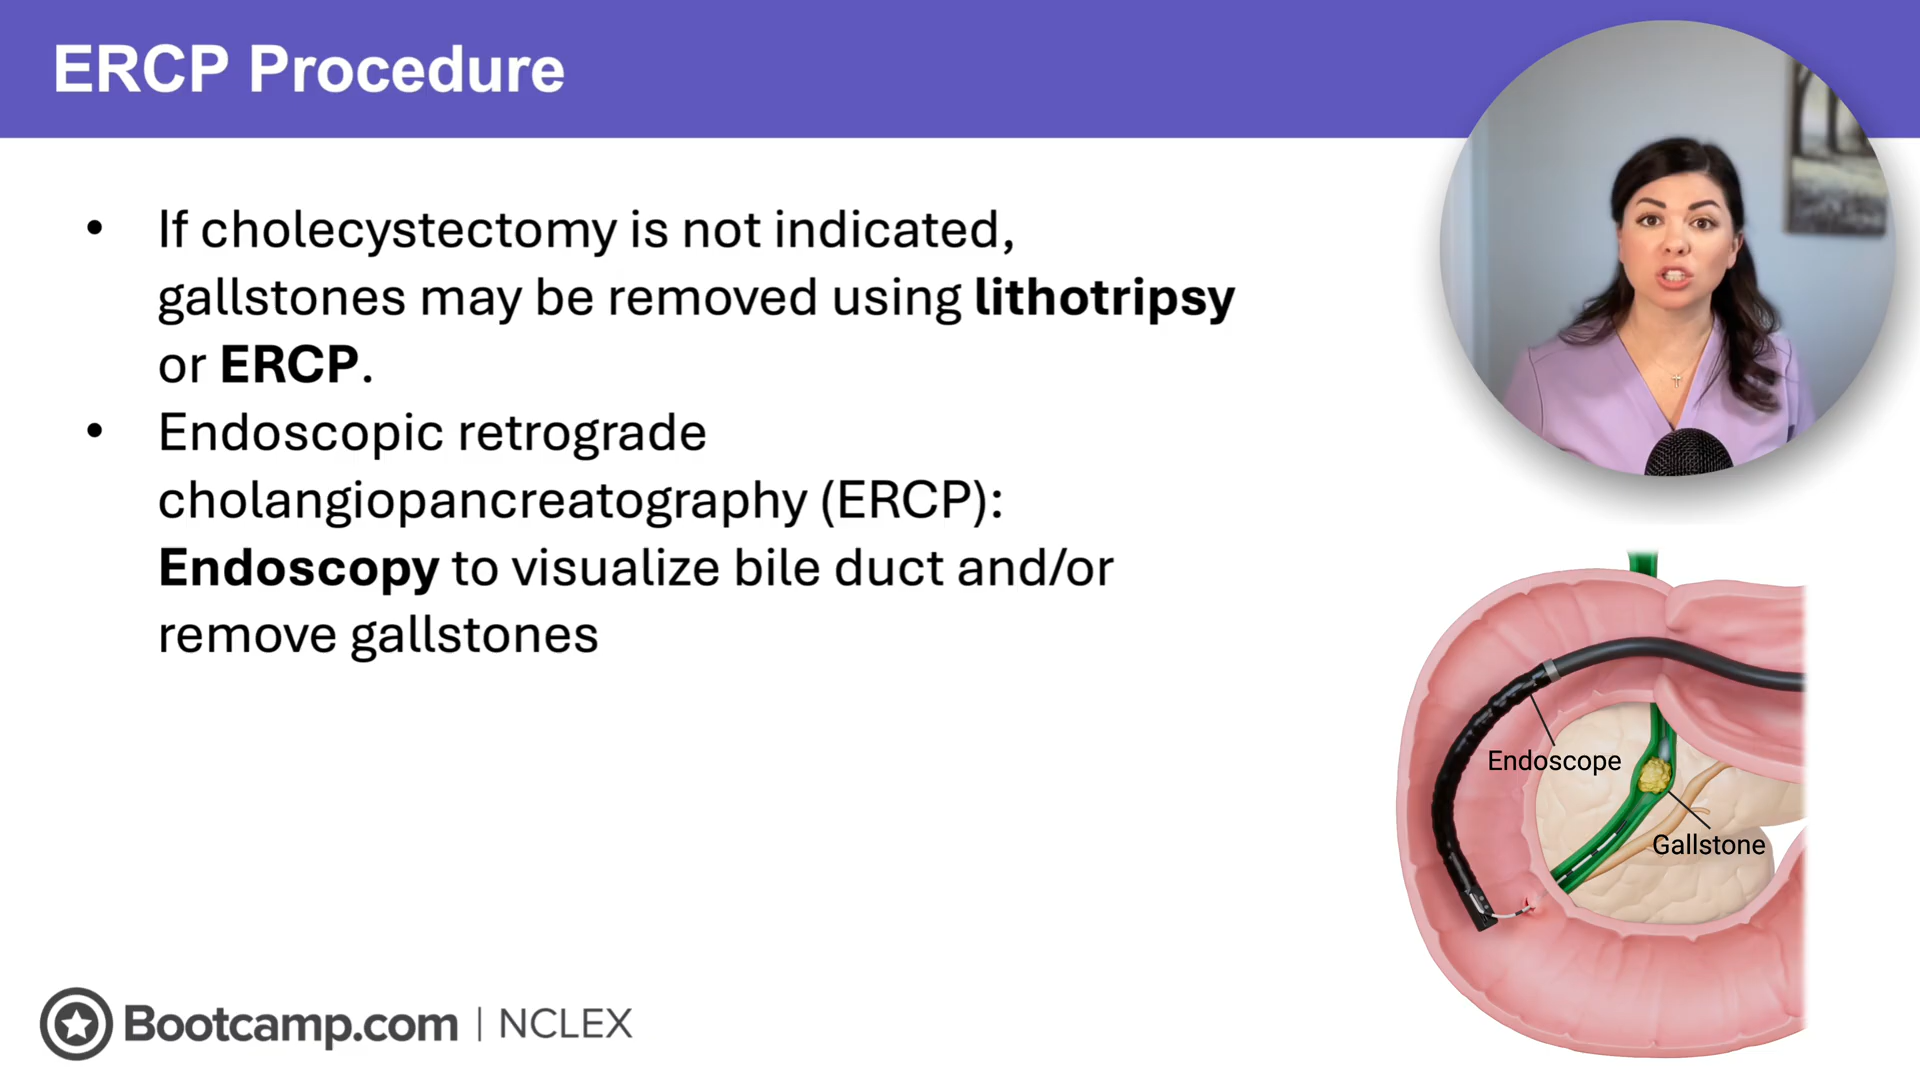 ERCP Procedure
• If cholecystectomy is not indicated,
gallstones may be removed using lithotripsy
or ERCP.
• Endoscopic retrograde
cholangiopancreatography (ERCP):
Endoscopy to visualize bile duct and/or
remove gallstones
Endoscope
Gallstone
Bootcamp.com | NCLEX